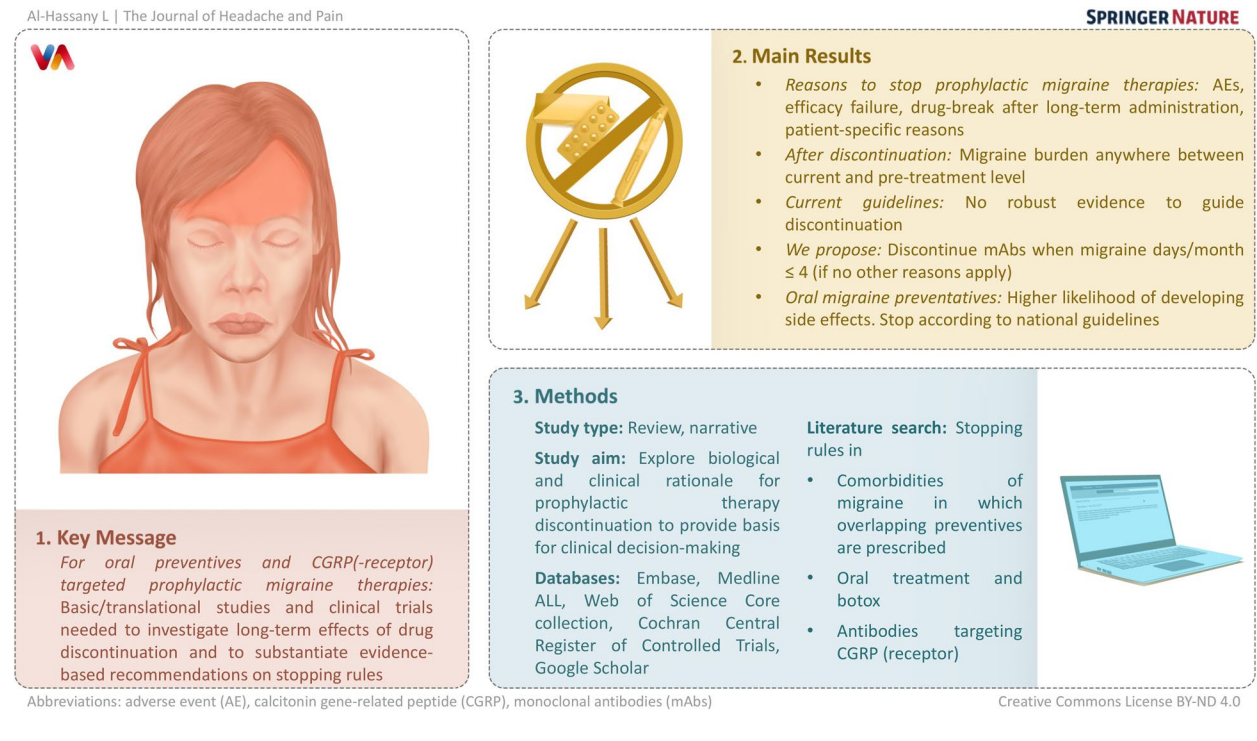 Al-Hassany L | The Journal of Headache and Pain
SPRINGER NATURE
VA
1. Key Message
For oral preventives and CGRP(-receptor)
targeted prophylactic migraine therapies:
Basic/translational studies and clinical trials
needed to investigate long-term effects of drug
discontinuation and to substantiate evidence-
based recommendations on stopping rules
2. Main Results
• Reasons to stop prophylactic migraine therapies: AEs,
efficacy failure, drug-break after long-term administration,
patient-specific reasons
• After discontinuation: Migraine burden anywhere between
current and pre-treatment level
• Current guidelines: No robust evidence to guide
discontinuation
• We propose: Discontinue mAbs when migraine days/month
≤ 4 (if no other reasons apply)
• Oral migraine preventatives: Higher likelihood of developing
side effects. Stop according to national guidelines
3. Methods
Study type: Review, narrative
Study aim: Explore biological
and clinical rationale for
prophylactic therapy
discontinuation to provide basis
for clinical decision-making
Databases: Embase, Medline
ALL, Web of Science Core
collection, Cochran Central
Register of Controlled Trials,
Google Scholar
Literature search: Stopping
rules in
• Comorbidities of
migraine in which
overlapping preventives
are prescribed
• Oral treatment and
botox
• Antibodies targeting
CGRP (receptor)
Abbreviations: adverse event (AE), calcitonin gene-related peptide (CGRP), monoclonal antibodies (mAbs)
Creative Commons License BY-ND 4.0